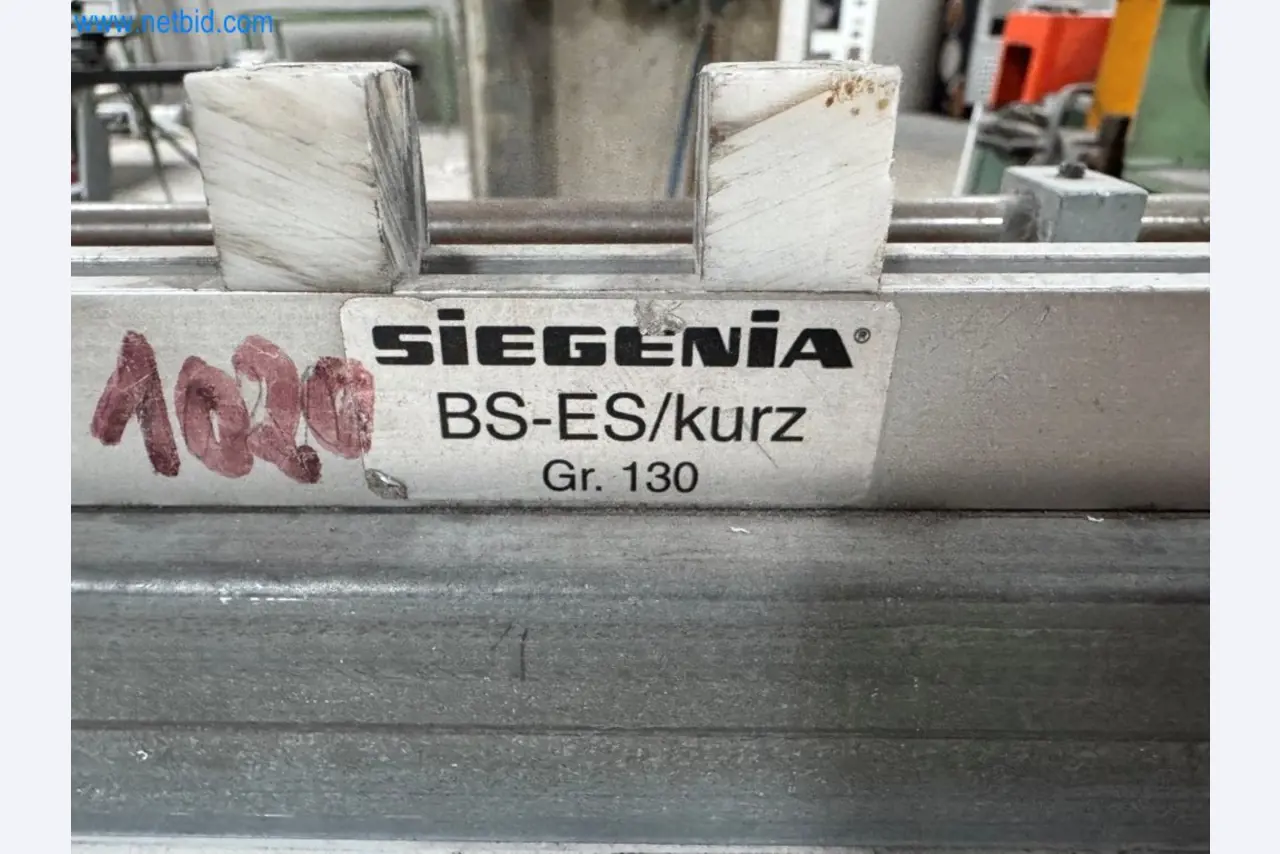 www.netbid.com
SIEGENIA®
1020
BS-ES/kurz
Gr. 130